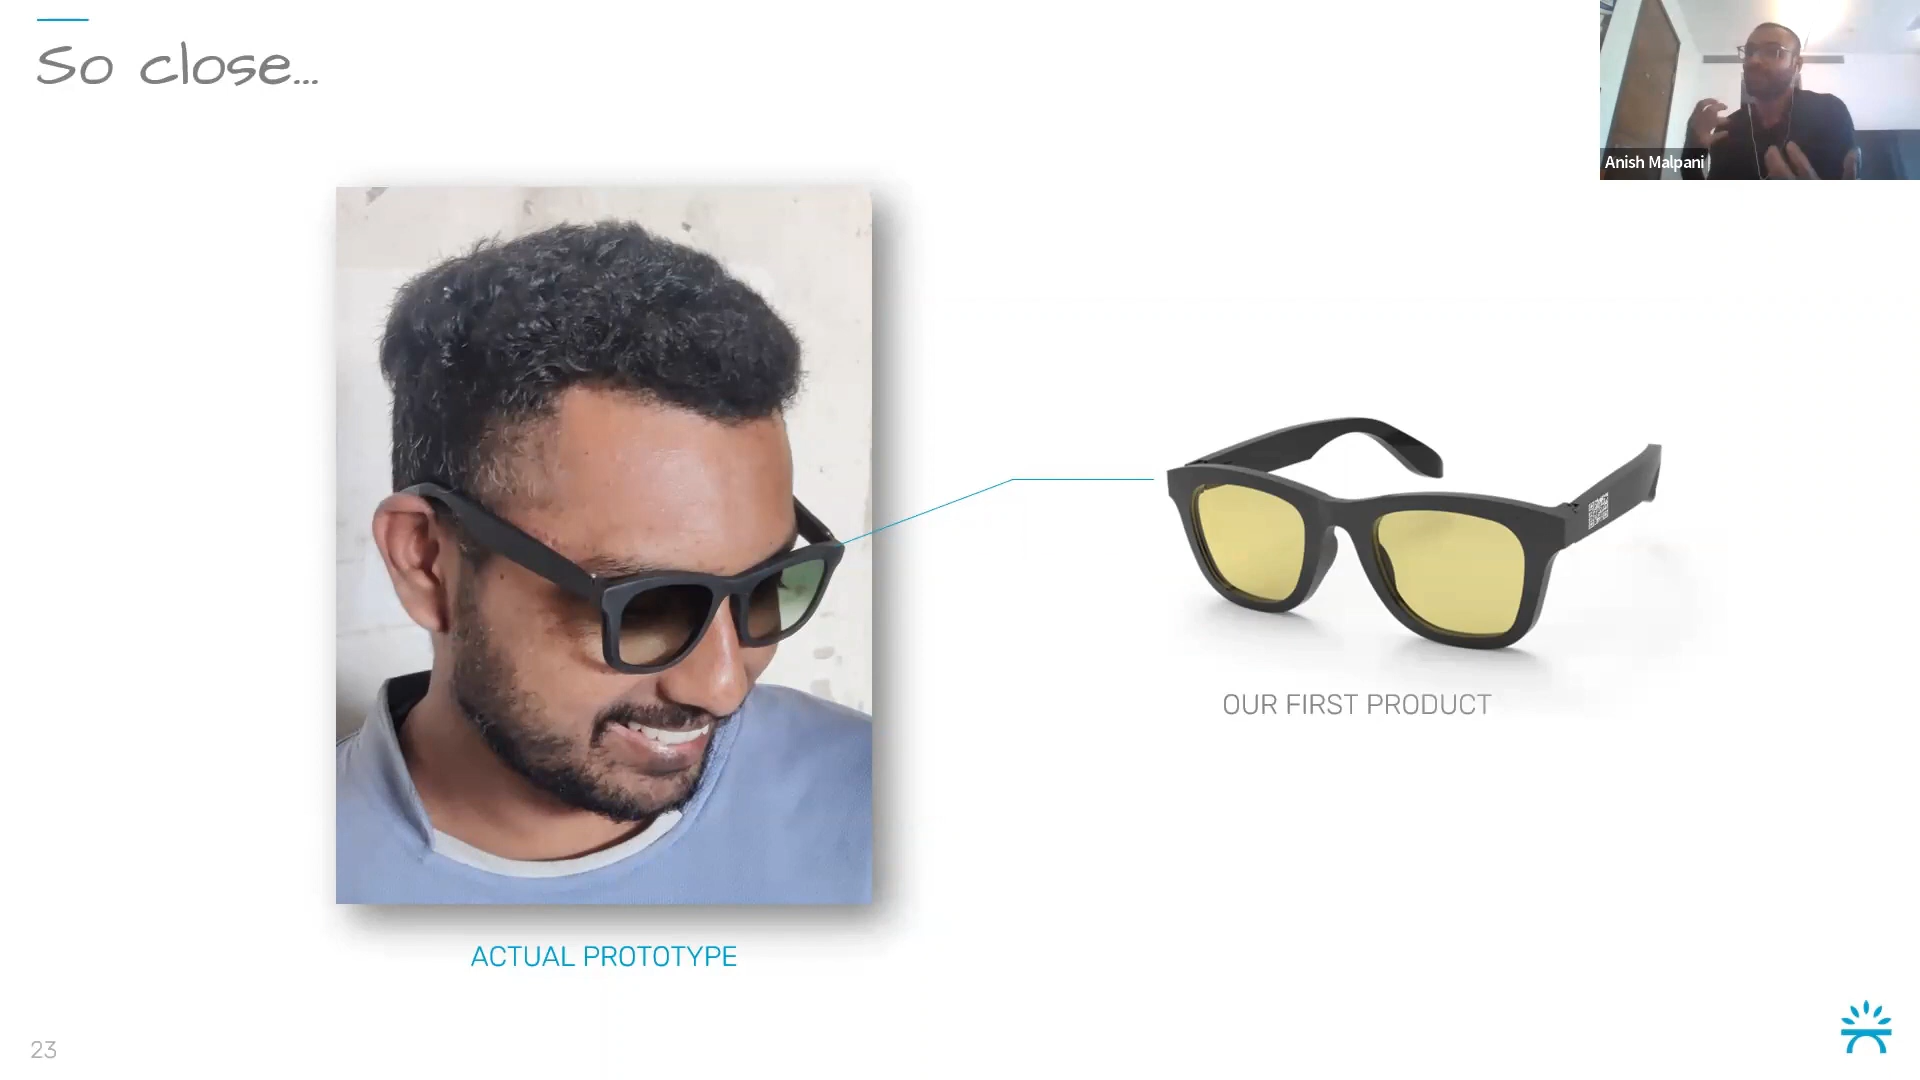 So close...
Anish Malpani
OUR FIRST PRODUCT
ACTUAL PROTOTYPE
23